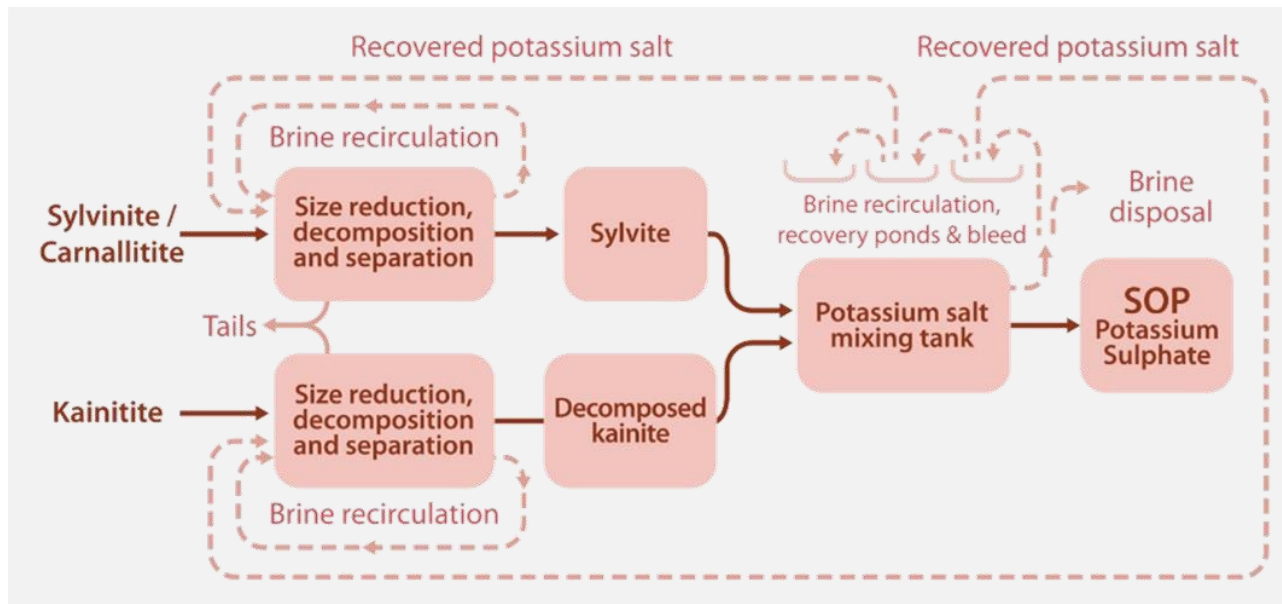 Recovered potassium salt
Recovered potassium salt
Brine recirculation
Sylvinite /
Carnallitite
Size reduction,
decomposition
and separation
Sylvite
Brine recirculation,
recovery ponds & bleed
Brine
disposal
Tails
Potassium salt
mixing tank
SOP
Potassium
Sulphate
Kainitite
Size reduction,
decomposition
and separation
Decomposed
kainite
Brine recirculation